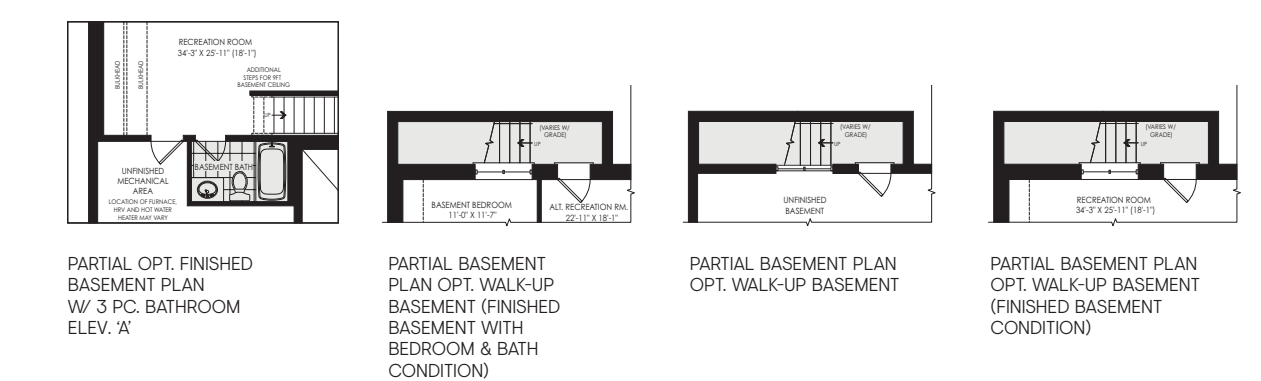 RECREATION ROOM
34'-3" X 25'-11" (18'-1")
BULKHEAD
BULKHEAD
ADDITIONAL
STEPS FOR 9FT
BASEMENT CEILING
UP
BASEMENT BATH
UNFINISHED
MECHANICAL
AREA
LOCATION OF FURNACE,
HRV AND HOT WATER
HEATER MAY VARY
PARTIAL OPT. FINISHED
BASEMENT PLAN
W/ 3 PC. BATHROOM
ELEV. ‘A’
(VARIES W/
GRADE)
UP
BASEMENT BEDROOM
11'-0" X 11'-7"
ALT. RECREATION RM.
22'-11" X 18'-1"
PARTIAL BASEMENT
PLAN OPT. WALK-UP
BASEMENT (FINISHED
BASEMENT WITH
BEDROOM & BATH
CONDITION)
(VARIES W/
GRADE)
UP
UNFINISHED
BASEMENT
PARTIAL BASEMENT PLAN
OPT. WALK-UP BASEMENT
(VARIES W/
GRADE)
UP
RECREATION ROOM
34'-3" X 25'-11" (18'-1")
PARTIAL BASEMENT PLAN
OPT. WALK-UP BASEMENT
(FINISHED BASEMENT
CONDITION)